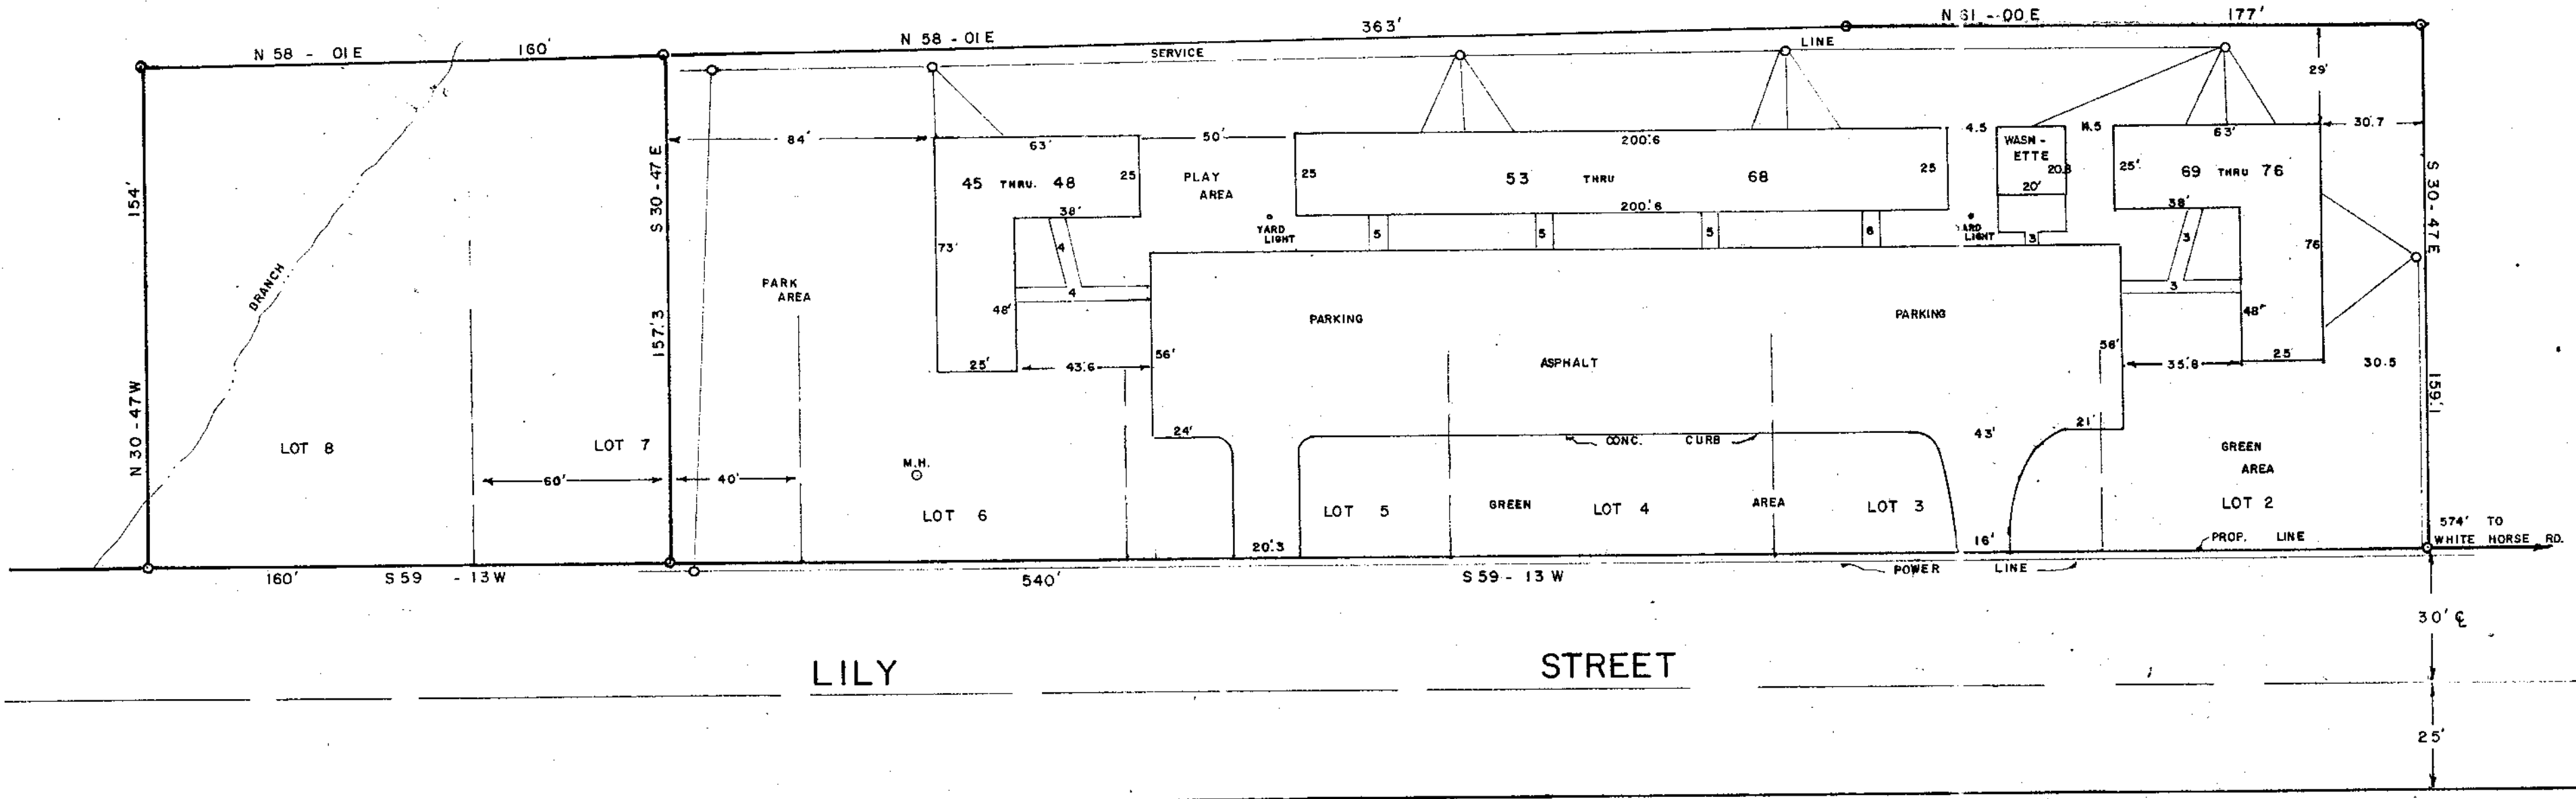 N 58 - 01 E 160'
N 58 - 01 E 363'
N 61 - 00 E 177'
SERVICE LINE
29'
84'
50'
4.5
30.7
63'
200.6
WASH -
ETTE
63'
45 THRU. 48
25
PLAY
AREA
25
53 THRU 68
25
20.8
20'
25'
69 THRU 76
38'
200.6
38'
154'
S 30 - 47 E
S 30 - 47 E
YARD
LIGHT
LIGHT
5
5
5
6
3
73'
4
4
3
3
76
BRANCH
PARK
AREA
48'
48'
PARKING
PARKING
157.3
56'
56'
ASPHALT
25'
43.6
35.8
25'
30.5
159.1
N 30 - 47 W
24'
CONC. CURB
43'
21'
LOT 8
LOT 7
GREEN
AREA
M.H.
60'
40'
LOT 6
LOT 5
GREEN
LOT 4
AREA
LOT 3
LOT 2
574' TO
WHITE HORSE RD.
20.3
16'
PROP. LINE
160' S 59 - 13 W
540'
S 59 - 13 W
POWER LINE
30' ℄
LILY STREET
25'